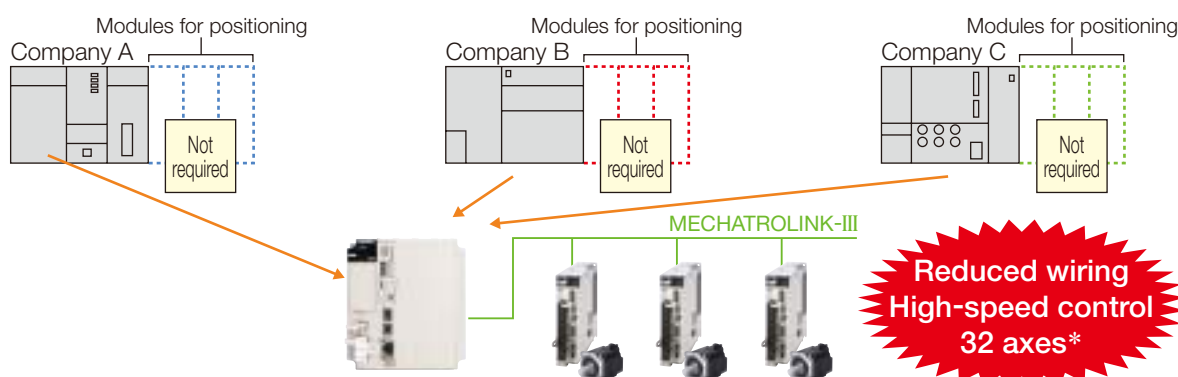 Modules for positioning
Company A
Not
required
Modules for positioning
Company B
Not
required
Modules for positioning
Company C
Not
required
MECHATROLINK-III
Reduced wiring
High-speed control
32 axes*